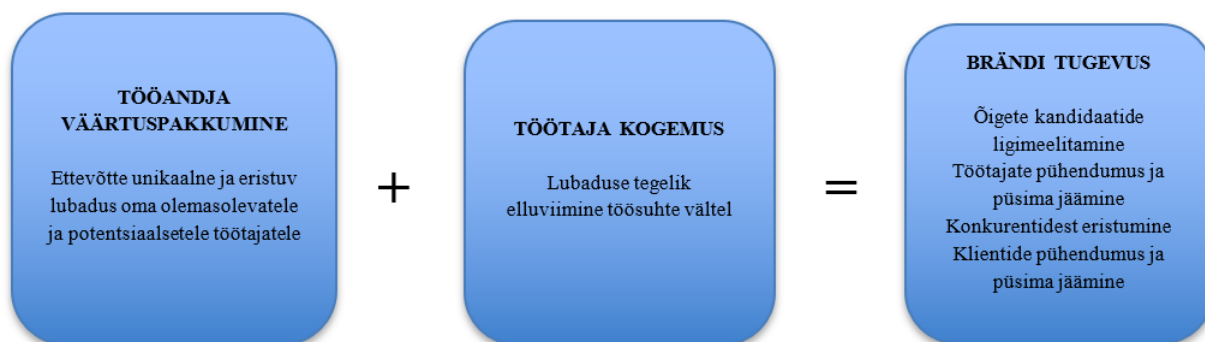 TÖÖANDJA
VÄÄRTUSPAKKUMINE
Ettevõtte unikaalne ja eristuv
lubadus oma olemasolevatele
ja potentsiaalsetele töötajatele
+
TÖÖTAJA KOGEMUS
Lubaduse tegelik
elluviimine töösuhte vältel
=
BRÄNDI TUGEVUS
Õigete kandidaatide
ligimeelitamine
Töötajate pühendumus ja
püsima jäämine
Konkurentidest eristumine
Klientide pühendumus ja
püsima jäämine